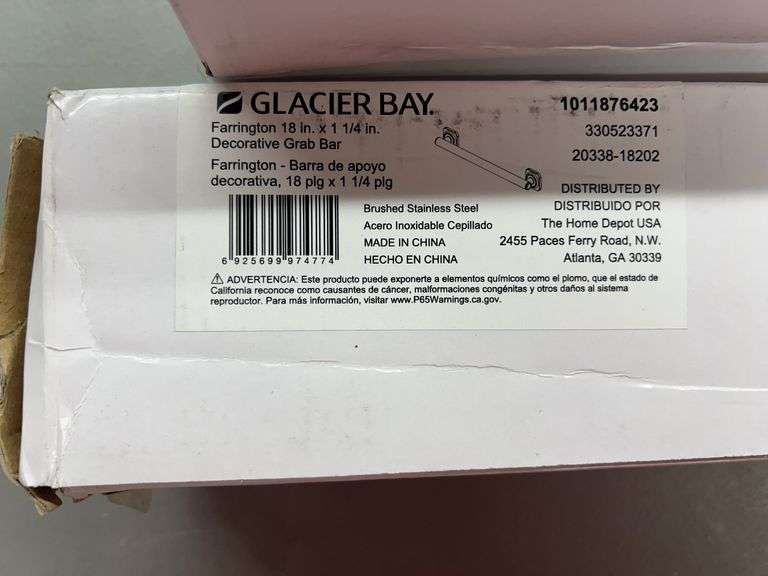 GLACIER BAY.
1011876423
Farrington 18 in. x 1 1/4 in.
Decorative Grab Bar
330523371
20338-18202
Farrington - Barra de apoyo
decorativa, 18 plg x 1 1/4 plg
DISTRIBUTED BY
DISTRIBUIDO POR
The Home Depot USA
2455 Paces Ferry Road, N.W.
Atlanta, GA 30339
Brushed Stainless Steel
Acero Inoxidable Cepillado
MADE IN CHINA
HECHO EN CHINA
6 925699 974774
⚠ ADVERTENCIA: Este producto puede exponerte a elementos químicos como el plomo, que el estado de
California reconoce como causantes de cáncer, malformaciones congénitas y otros daños al sistema
reproductor. Para más información, visitar www.P65Warnings.ca.gov.